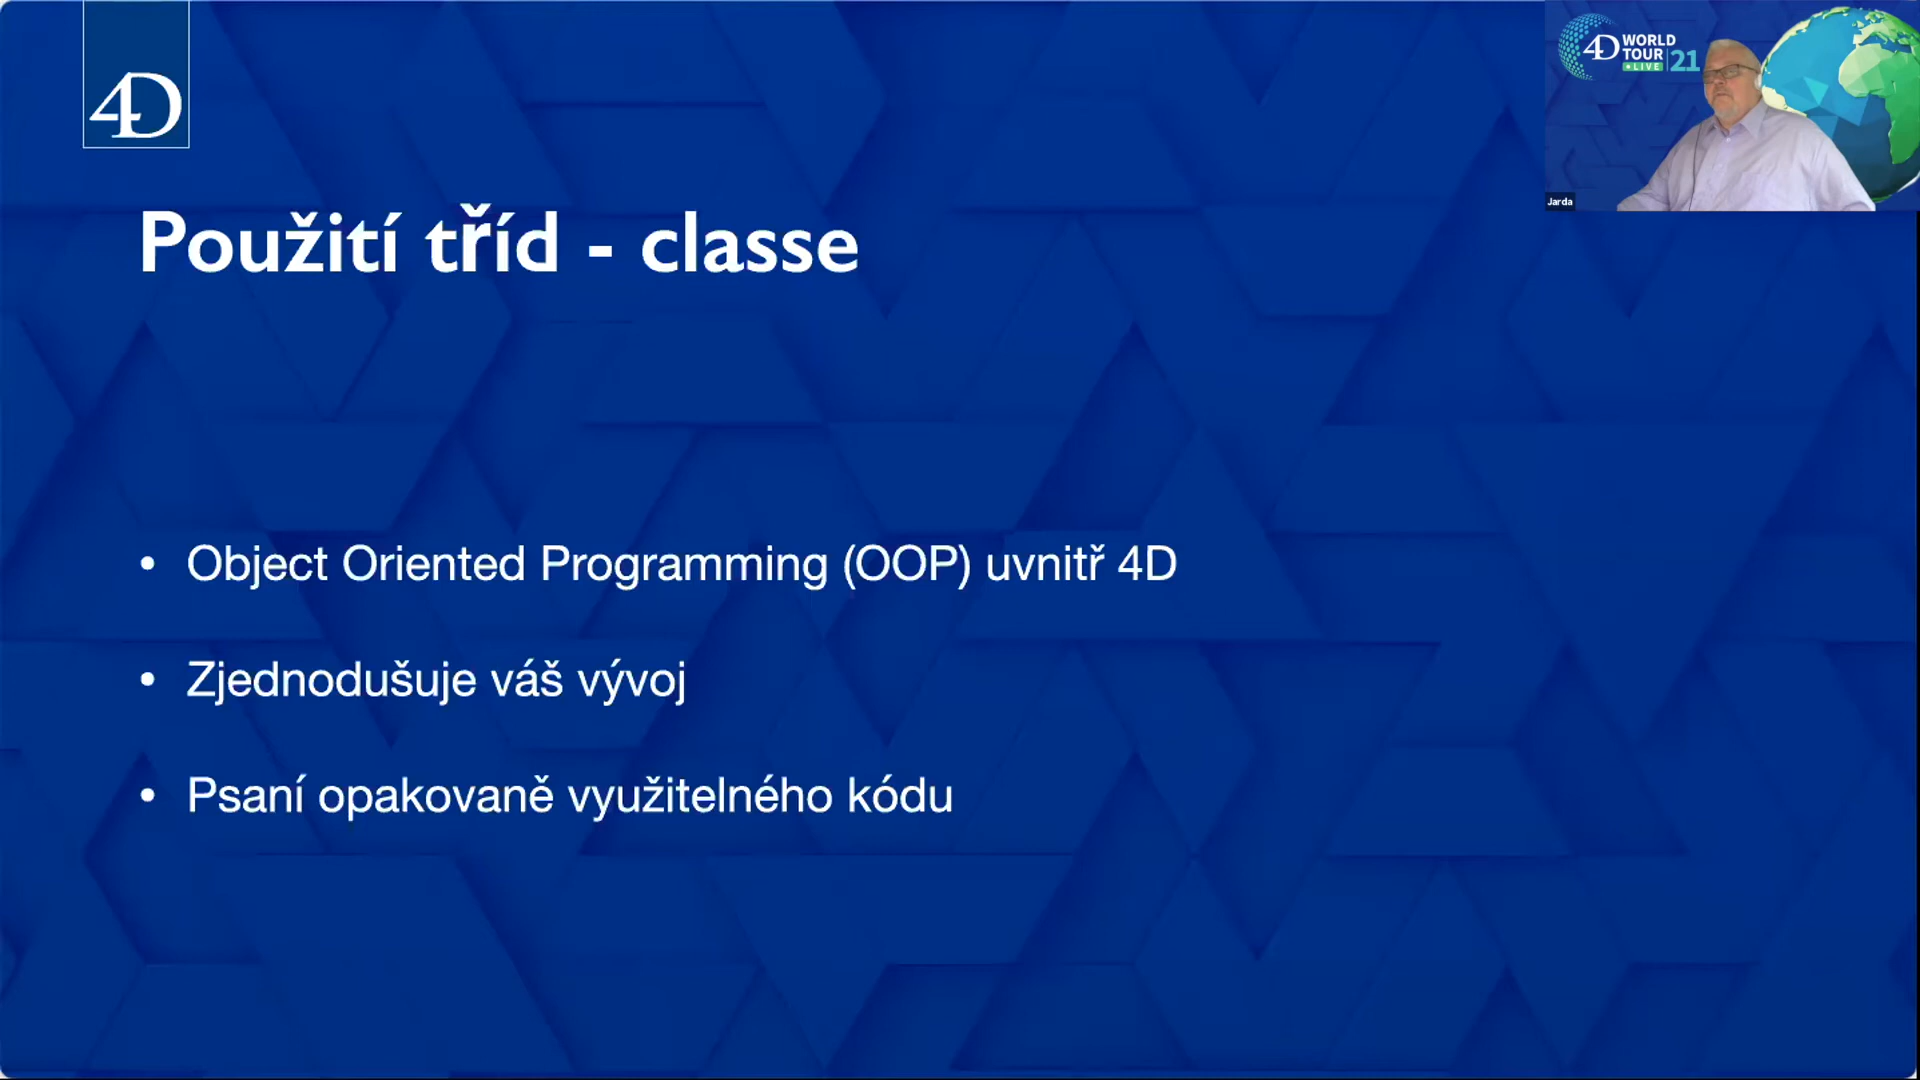 4D
4D WORLD
TOUR
LIVE 21
Jarda
Použití tříd - classe
• Object Oriented Programming (OOP) uvnitř 4D
• Zjednodušuje váš vývoj
• Psaní opakovaně využitelného kódu